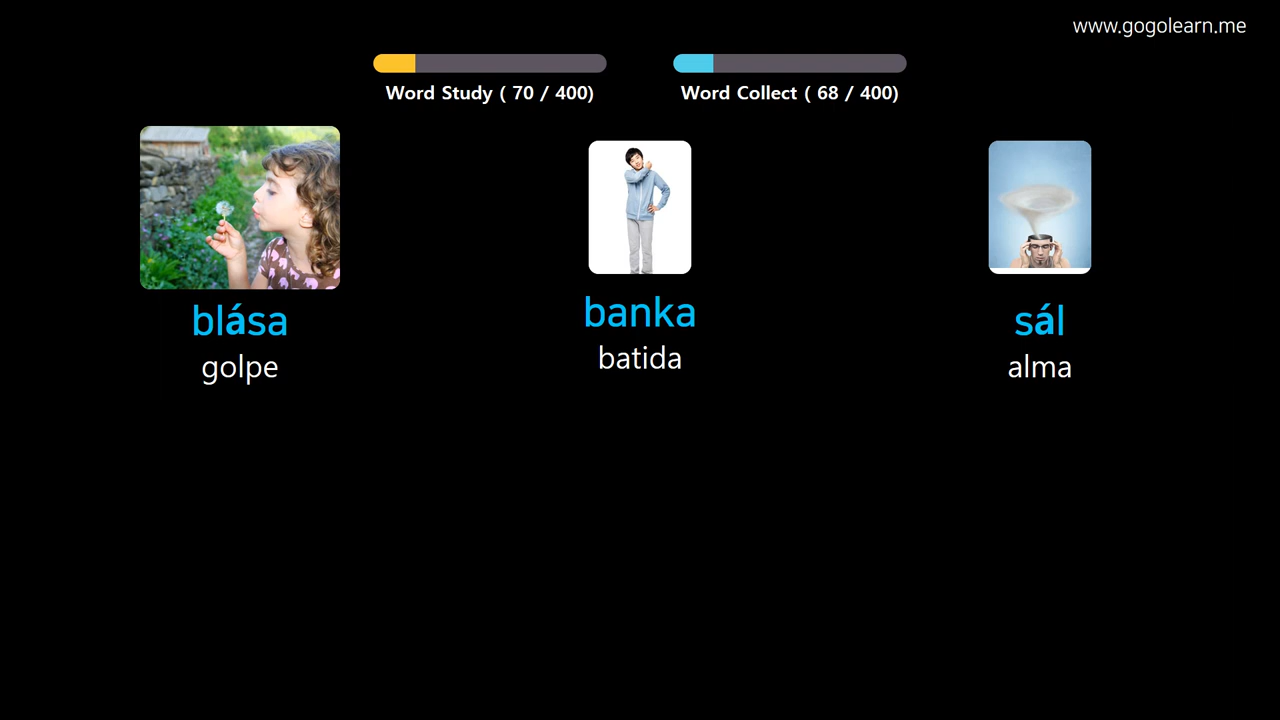 www.gogolearn.me
Word Study ( 70 / 400)
Word Collect ( 68 / 400)
blása
golpe
banka
batida
sál
alma